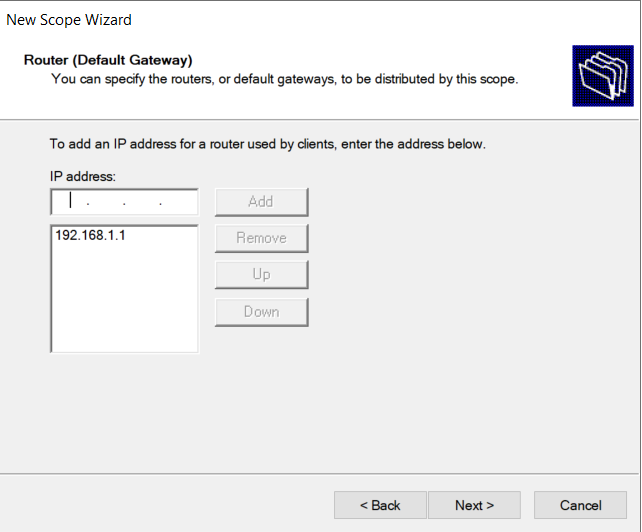 New Scope Wizard
Router (Default Gateway)
You can specify the routers, or default gateways, to be distributed by this scope.
To add an IP address for a router used by clients, enter the address below.
IP address:
. . .
Add
192.168.1.1
Remove
Up
Down
< Back
Next >
Cancel